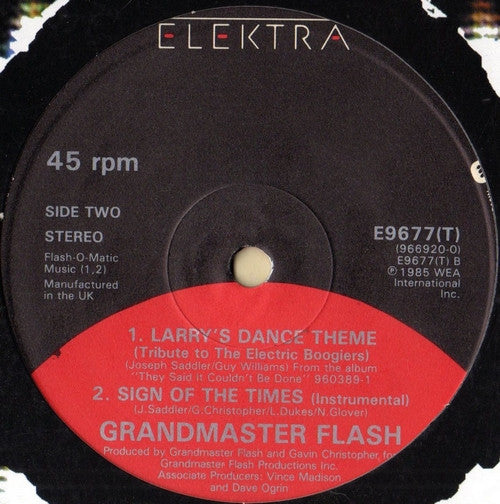 ELEKTRA
45 rpm
SIDE TWO
STEREO
Flash-O-Matic
Music (1,2)
Manufactured
in the UK
E9677(T)
(966920-0)
E9677(T) B
℗ 1985 WEA
International
Inc.
1. LARRY'S DANCE THEME
(Tribute to The Electric Boogiers)
(Joseph Saddler/Guy Williams) From the album
"They Said it Couldn't Be Done" 960389-1
2. SIGN OF THE TIMES (Instrumental)
(J.Saddler/G.Christopher/L.Dukes/N.Glover)
GRANDMASTER FLASH
Produced by Grandmaster Flash and Gavin Christopher, for
Grandmaster Flash Productions Inc.
Associate Producers: Vince Madison
and Dave Ogrin